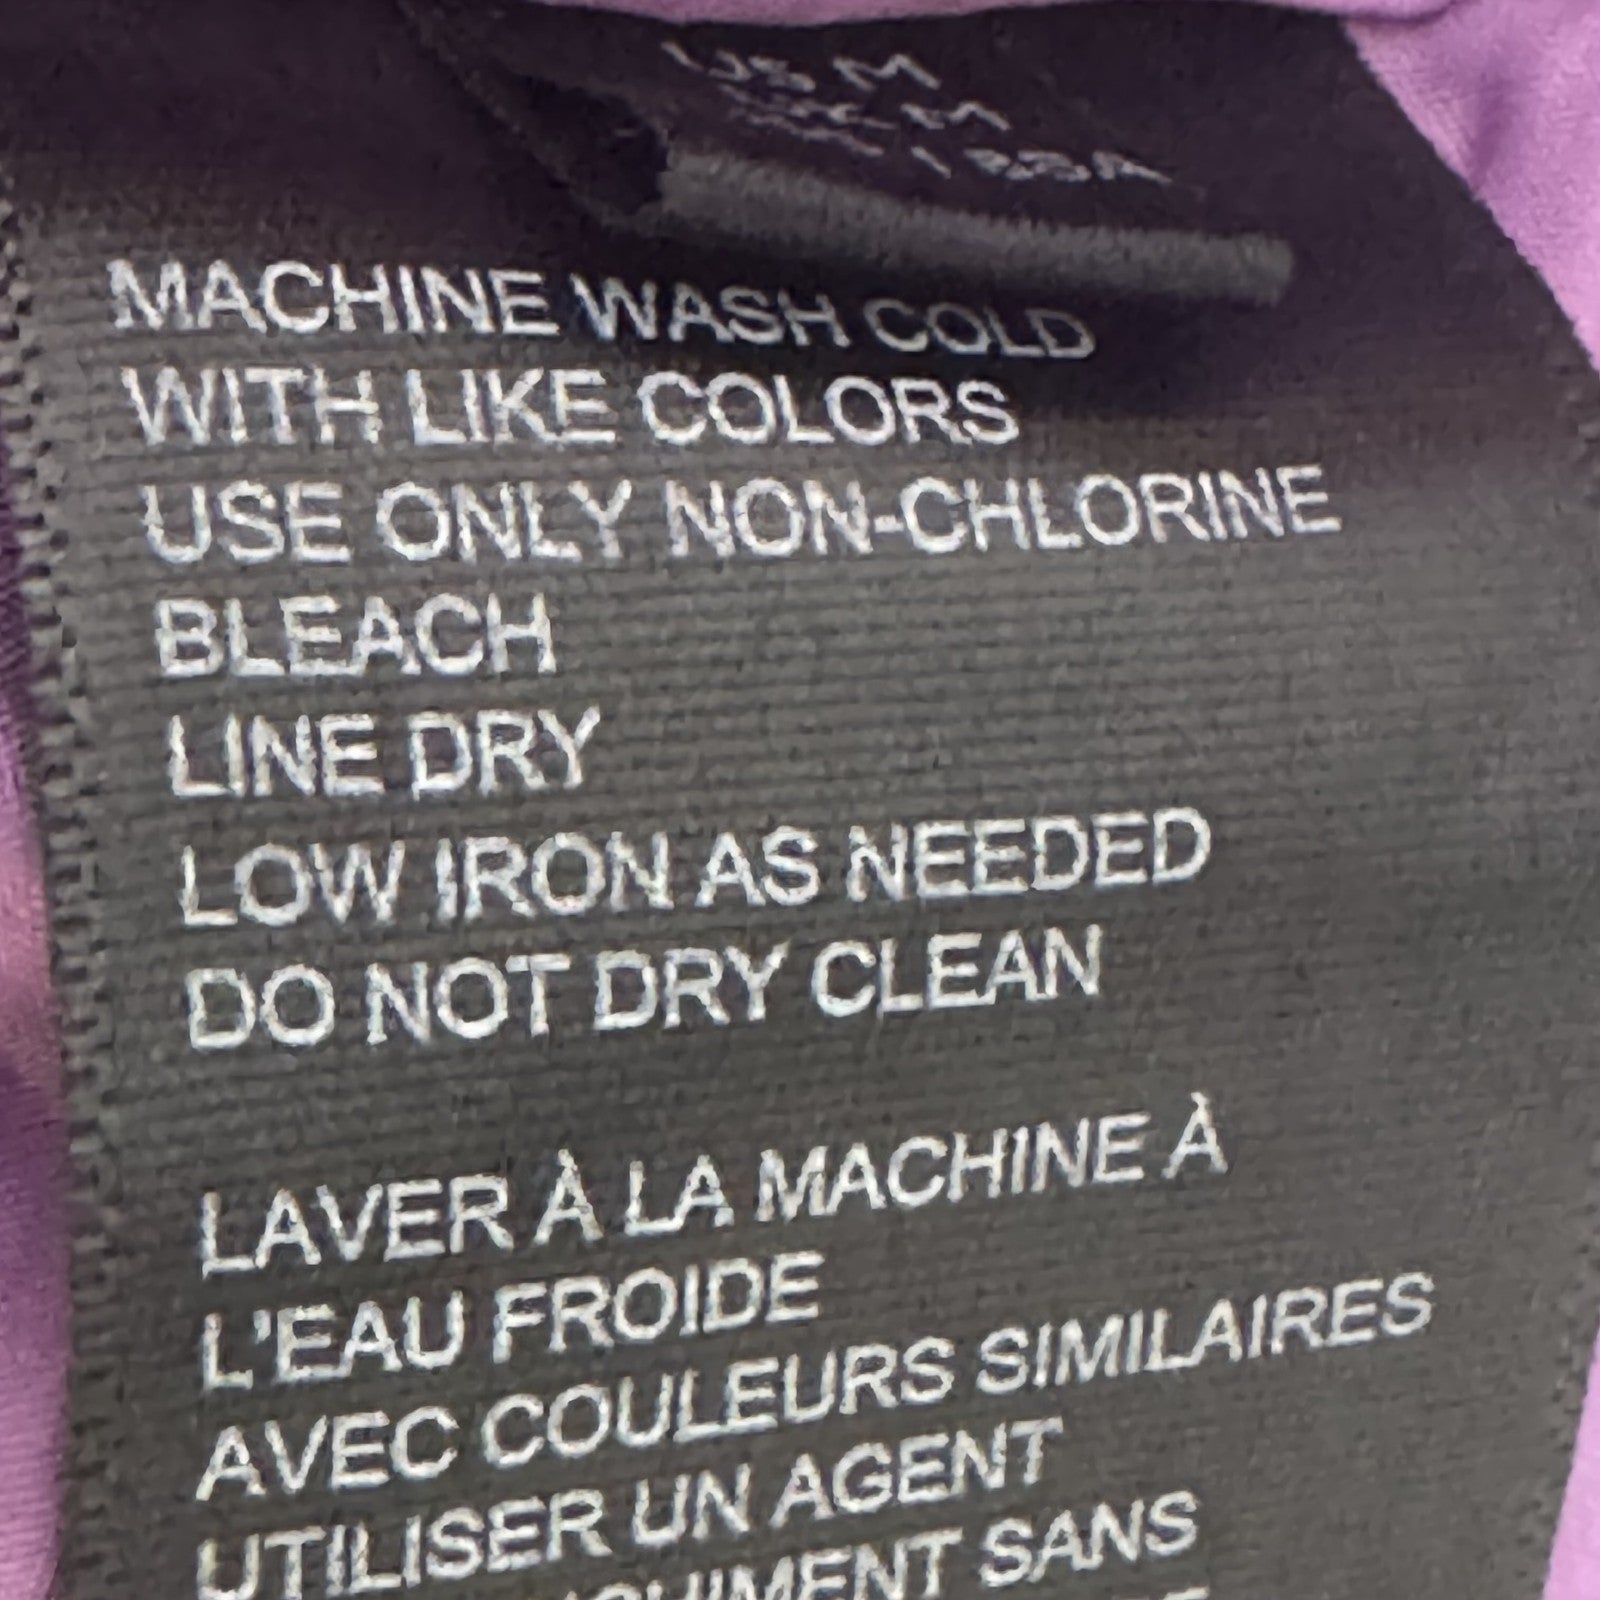 US M
MACHINE WASH COLD
WITH LIKE COLORS
USE ONLY NON-CHLORINE
BLEACH
LINE DRY
LOW IRON AS NEEDED
DO NOT DRY CLEAN
LAVER À LA MACHINE À
L'EAU FROIDE
AVEC COULEURS SIMILAIRES
UTILISER UN AGENT
SANS